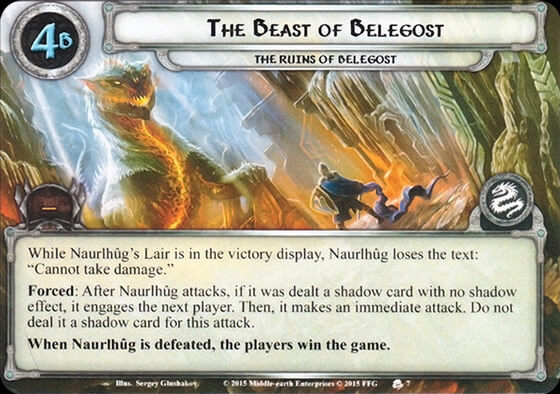 4B
The Beast of Belegost
The Ruins of Belegost
–
While Naurlhûg's Lair is in the victory display, Naurlhûg loses the text:
“Cannot take damage.”
Forced: After Naurlhûg attacks, if it was dealt a shadow card with no shadow
effect, it engages the next player. Then, it makes an immediate attack. Do not
deal it a shadow card for this attack.
When Naurlhûg is defeated, the players win the game.
Illus. Sergey Glushakov © 2015 Middle-earth Enterprises © 2015 FFG 7